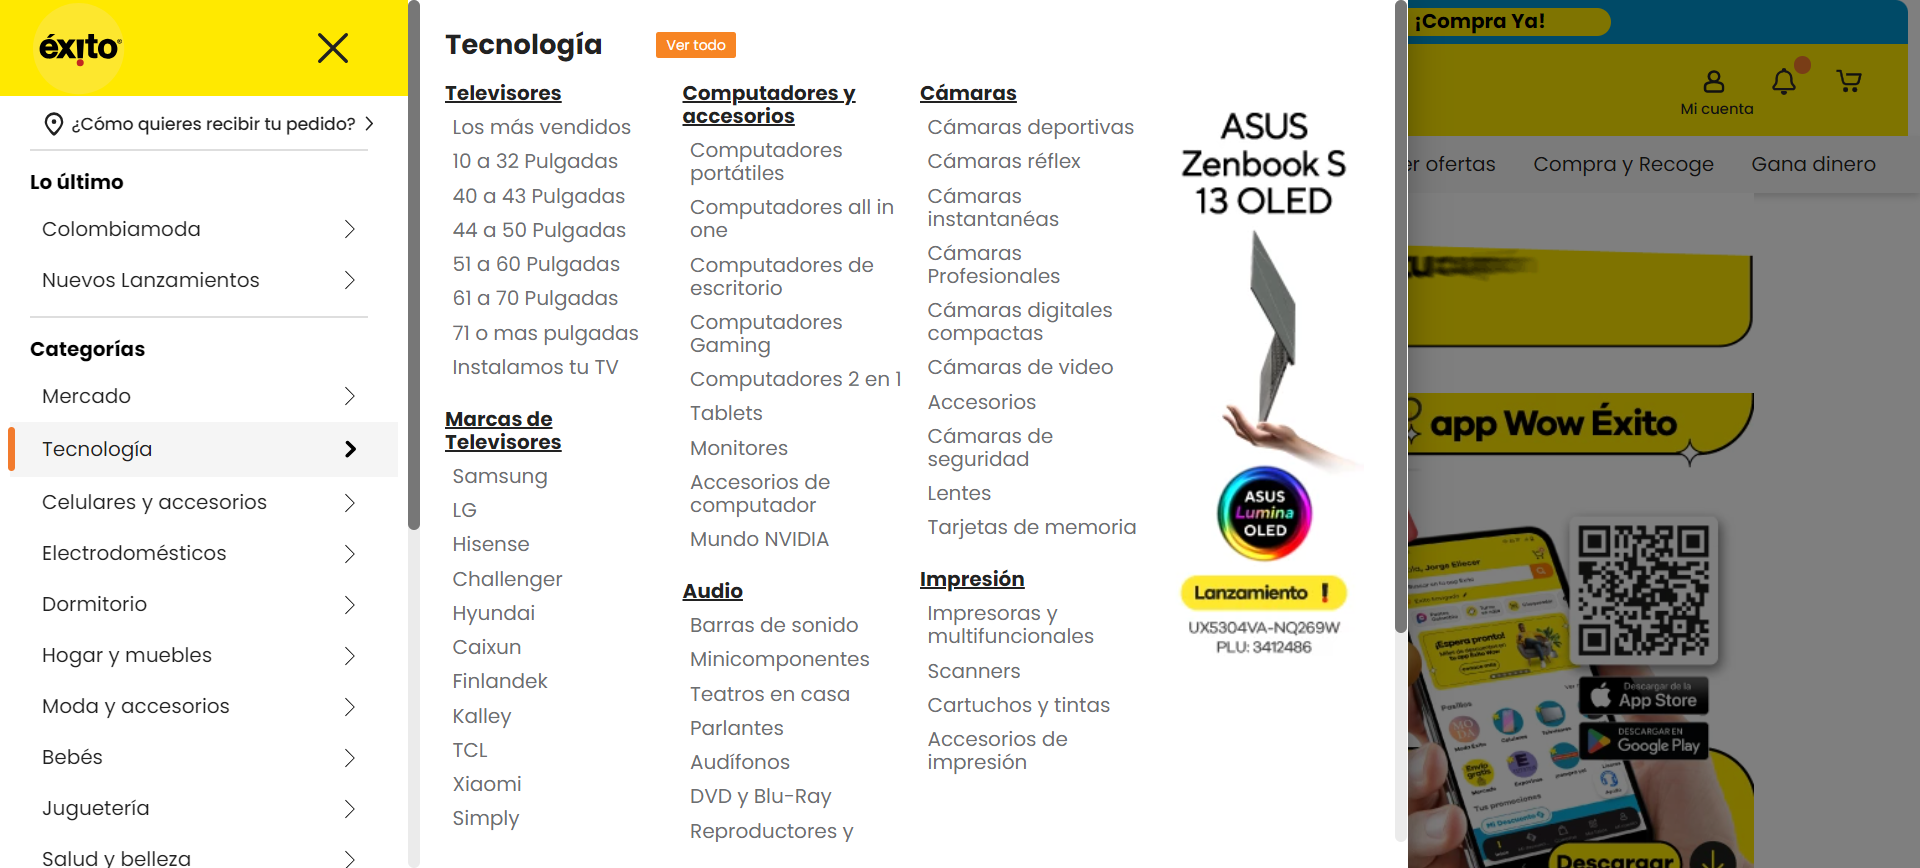 éxito
¿Cómo quieres recibir tu pedido?
Lo último
Colombiamoda
Nuevos Lanzamientos
Categorías
Mercado
Tecnología
Celulares y accesorios
Electrodomésticos
Dormitorio
Hogar y muebles
Moda y accesorios
Bebés
Juguetería
Salud y belleza
Tecnología
Ver todo
Televisores
Los más vendidos
10 a 32 Pulgadas
40 a 43 Pulgadas
44 a 50 Pulgadas
51 a 60 Pulgadas
61 a 70 Pulgadas
71 o mas pulgadas
Instalamos tu TV
Marcas de
Televisores
Samsung
LG
Hisense
Challenger
Hyundai
Caixun
Finlandek
Kalley
TCL
Xiaomi
Simply
Computadores y
accesorios
Computadores
portátiles
Computadores all in
one
Computadores de
escritorio
Computadores
Gaming
Computadores 2 en 1
Tablets
Monitores
Accesorios de
computador
Mundo NVIDIA
Audio
Barras de sonido
Minicomponentes
Teatros en casa
Parlantes
Audífonos
DVD y Blu-Ray
Reproductores y
Cámaras
Cámaras deportivas
Cámaras réflex
Cámaras
instantanéas
Cámaras
Profesionales
Cámaras digitales
compactas
Cámaras de video
Accesorios
Cámaras de
seguridad
Lentes
Tarjetas de memoria
Impresión
Impresoras y
multifuncionales
Scanners
Cartuchos y tintas
Accesorios de
impresión
ASUS
Zenbook S
13 OLED
ASUS
Lumina
OLED
Lanzamiento !
UX5304VA-NQ269W
PLU: 3412486
¡Compra Ya!
Mi cuenta
er ofertas
Compra y Recoge
Gana dinero
app Wow Éxito
Jorge Eliecer
¡Espera pronto!
Pasillos
Tus promociones
Mi Descuento
Descargar de la
App Store
DESCARGAR EN
Google Play
Descargar